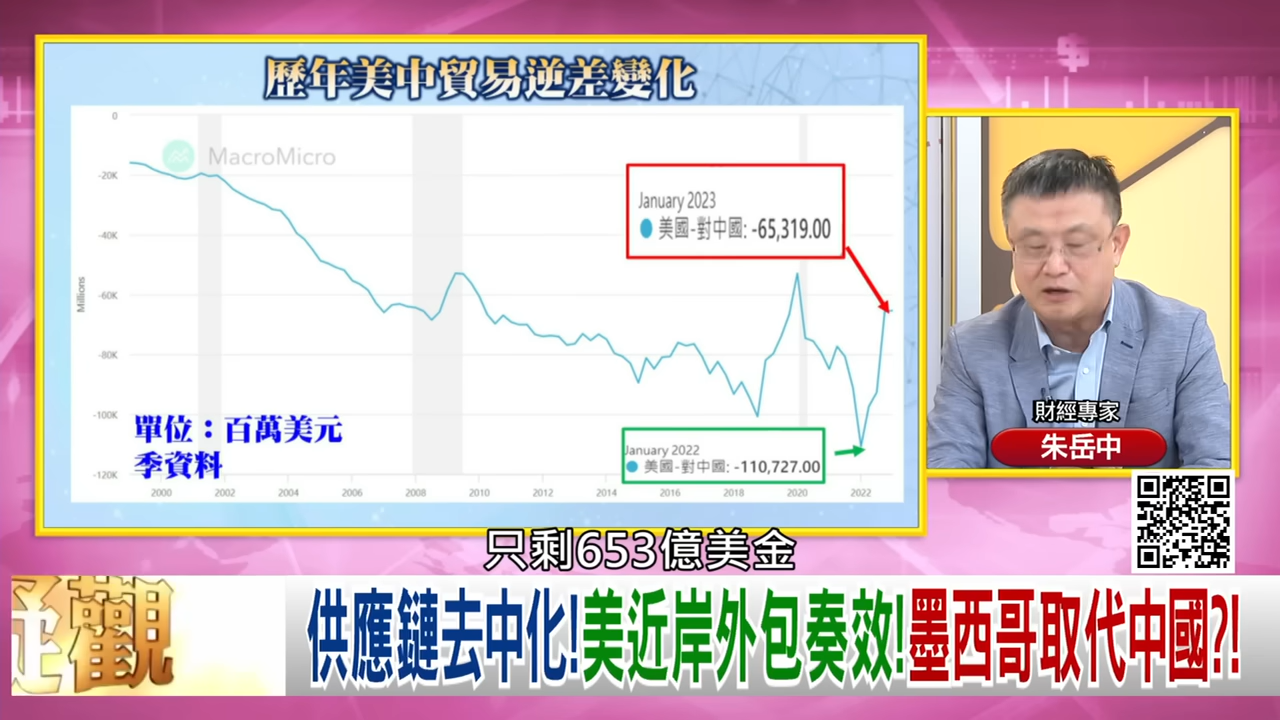 歷年美中貿易逆差變化
MacroMicro
0
-20K
-40K
-60K
-80K
-100K
-120K
Millions
January 2023
美國-對中國: -65,319.00
單位：百萬美元
季資料
January 2022
美國-對中國: -110,727.00
2000 2002 2004 2006 2008 2010 2012 2014 2016 2018 2020 2022
財經專家
朱岳中
只剩653億美金
觀
供應鏈去中化!美近岸外包奏效!墨西哥取代中國?!